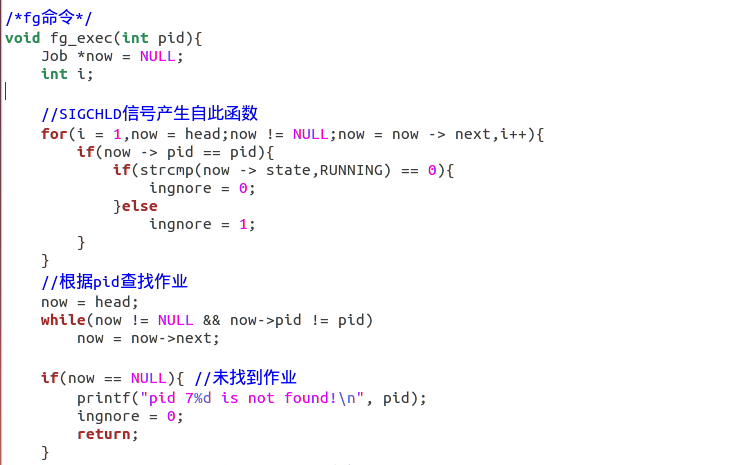 /*fg命令*/
void fg_exec(int pid){
    Job *now = NULL;
    int i;

    //SIGCHLD信号产生自此函数
    for(i = 1,now = head;now != NULL;now = now -> next,i++){
        if(now -> pid == pid){
            if(strcmp(now -> state,RUNNING) == 0){
                ingnore = 0;
            }else
                ingnore = 1;
        }
    }
    //根据pid查找作业
    now = head;
    while(now != NULL && now->pid != pid)
        now = now->next;

    if(now == NULL){ //未找到作业
        printf("pid 7%d is not found!\n", pid);
        ingnore = 0;
        return;
    }